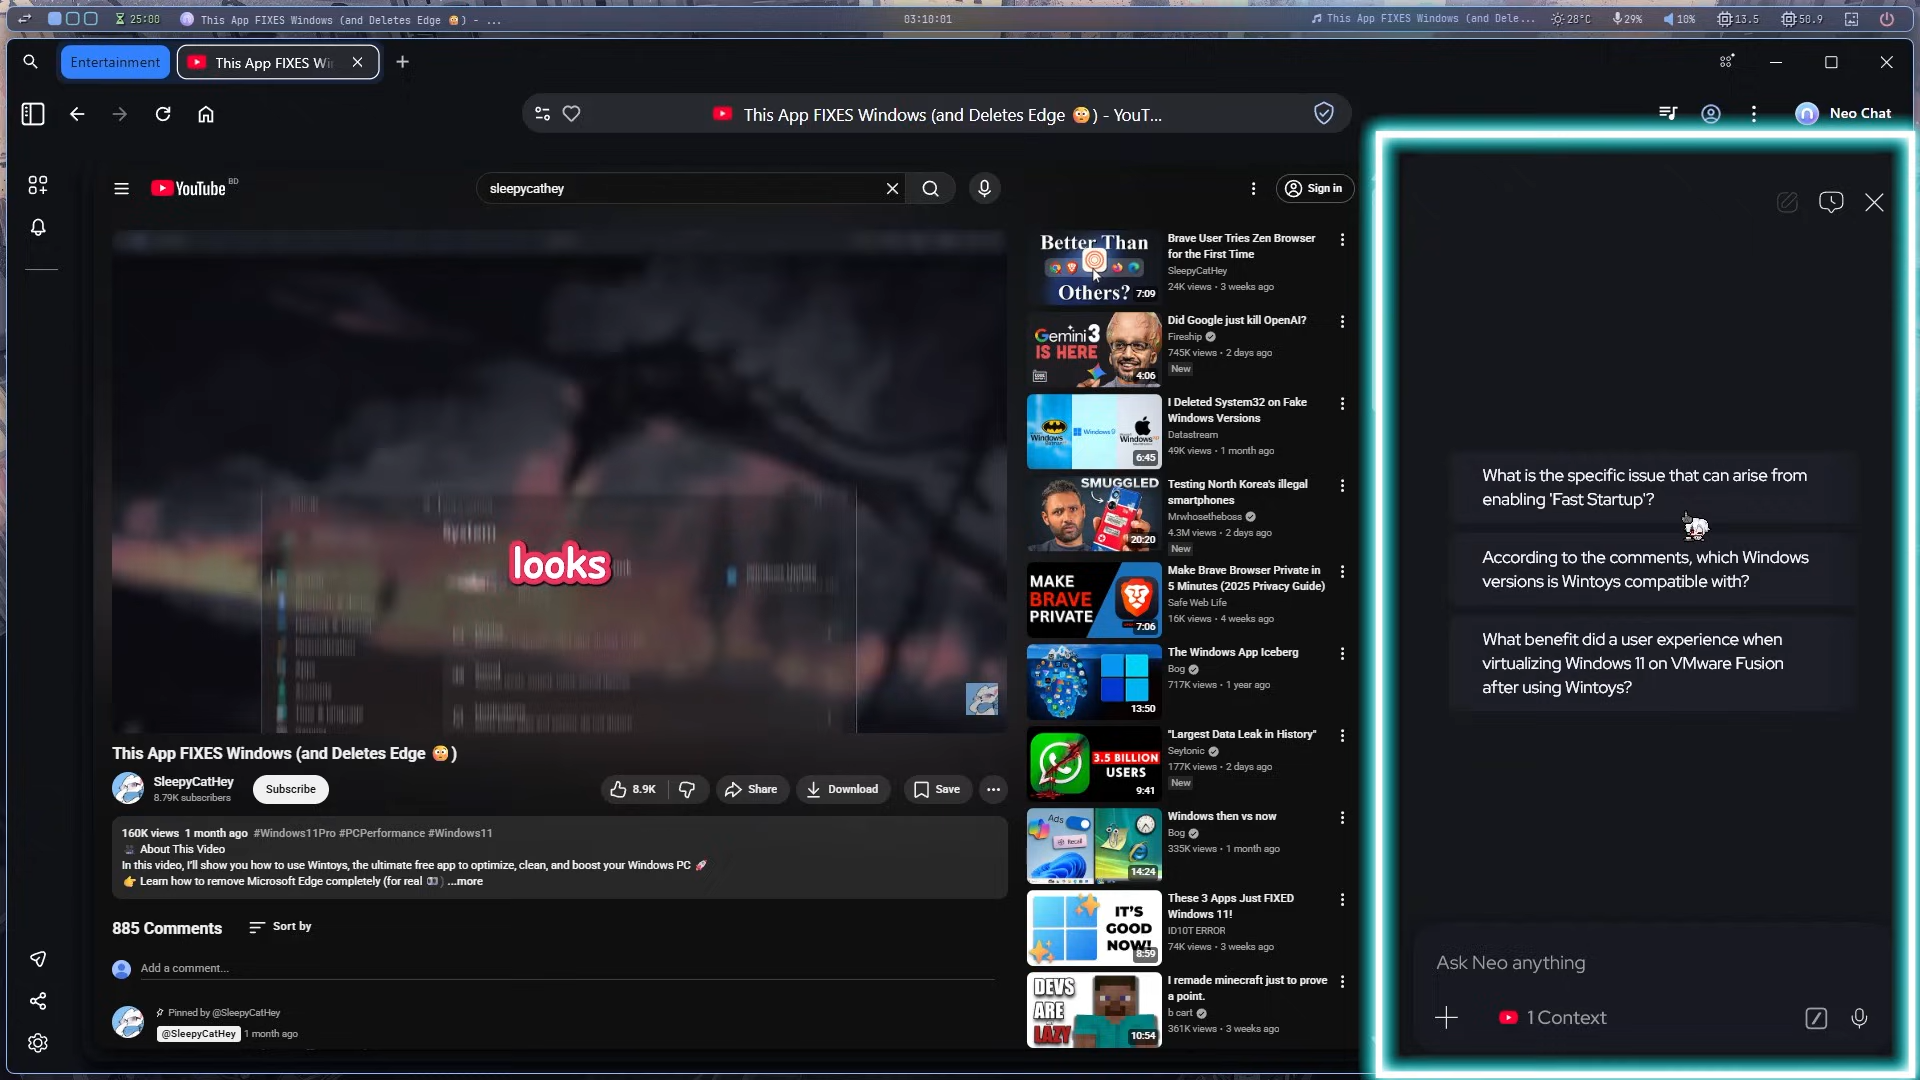 25:00
This App FIXES Windows (and Deletes Edge 😳) - ...
03:10:01
This App FIXES Windows (and Dele...
28°C
29%
10%
13.5
50.9
Entertainment
This App FIXES Wi
This App FIXES Windows (and Deletes Edge 😳) - YouT...
Neo Chat
YouTube BD
sleepycathey
Sign in
looks
This App FIXES Windows (and Deletes Edge 😳)
SleepyCatHey
8.79K subscribers
Subscribe
8.9K
Share
Download
Save
160K views 1 month ago #Windows11Pro #PCPerformance #Windows11
About This Video
In this video, I'll show you how to use Wintoys, the ultimate free app to optimize, clean, and boost your Windows PC 🚀
👉 Learn how to remove Microsoft Edge completely (for real ) ...more
885 Comments
Sort by
Add a comment...
Pinned by @SleepyCatHey
@SleepyCatHey 1 month ago
Better Than
Others?
7:09
Brave User Tries Zen Browser
for the First Time
SleepyCatHey
24K views • 3 weeks ago
Gemini 3
IS HERE
4:06
Did Google just kill OpenAI?
Fireship
745K views • 2 days ago
New
Windows
Windows 9
Windows
6:45
I Deleted System32 on Fake
Windows Versions
Datastream
49K views • 1 month ago
SMUGGLED
20:20
Testing North Korea's illegal
smartphones
Mrwhosetheboss
4.3M views • 2 days ago
New
MAKE
BRAVE
PRIVATE
7:06
Make Brave Browser Private in
5 Minutes (2025 Privacy Guide)
Safe Web Life
16K views • 4 weeks ago
13:50
The Windows App Iceberg
Bog
717K views • 1 year ago
3.5 BILLION
USERS
9:41
"Largest Data Leak in History"
Seytonic
177K views • 2 days ago
New
Ads
Recall
14:24
Windows then vs now
Bog
335K views • 1 month ago
IT'S
GOOD
NOW!
8:59
These 3 Apps Just FIXED
Windows 11!
ID10T ERROR
74K views • 3 weeks ago
DEVS
ARE
LAZY
10:54
I remade minecraft just to prove
a point.
b cart
361K views • 3 weeks ago
What is the specific issue that can arise from
enabling 'Fast Startup'?
According to the comments, which Windows
versions is Wintoys compatible with?
What benefit did a user experience when
virtualizing Windows 11 on VMware Fusion
after using Wintoys?
Ask Neo anything
1 Context